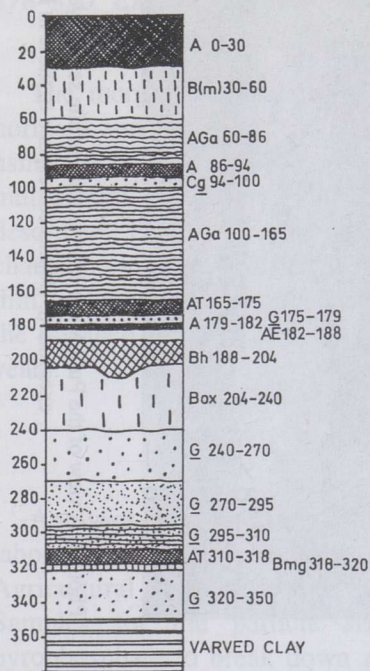 0
A 0-30
20
40
B(m)30-60
60
AGa 60-86
80
A 86-94
Cg 94-100
100
120
AGa 100-165
140
160
AT 165-175
G 175-179
180
A 179-182
AE 182-188
200
Bh 188-204
220
Box 204-240
240
G 240-270
260
280
G 270-295
300
G 295-310
AT 310-318
Bmg 318-320
320
340
G 320-350
360
VARVED CLAY